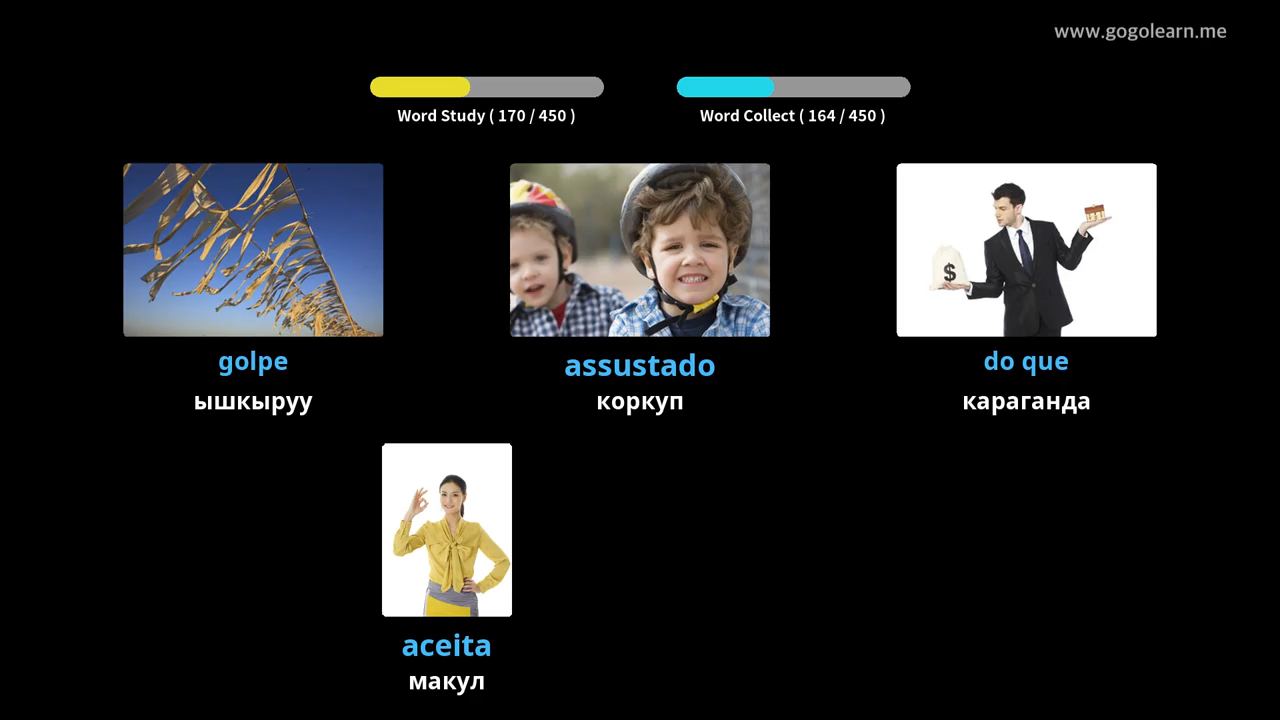 www.gogolearn.me
Word Study ( 170 / 450 )
Word Collect ( 164 / 450 )
golpe
ышкыруу
assustado
коркуп
do que
караганда
aceita
макул